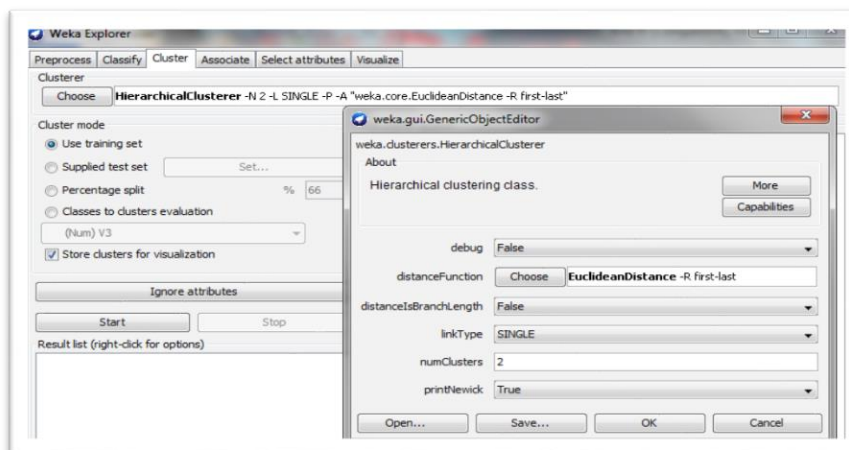 Weka Explorer
Preprocess Classify Cluster Associate Select attributes Visualize
Clusterer
Choose HierarchicalClusterer -N 2 -L SINGLE -P -A "weka.core.EuclideanDistance -R first-last"
Cluster mode
Use training set
Supplied test set Set...
Percentage split % 66
Classes to clusters evaluation
(Num) V3
Store clusters for visualization
Ignore attributes
Start Stop
Result list (right-click for options)
weka.gui.GenericObjectEditor
weka.clusterers.HierarchicalClusterer
About
Hierarchical clustering class.
More
Capabilities
debug False
distanceFunction Choose EuclideanDistance -R first-last
distanceIsBranchLength False
linkType SINGLE
numClusters 2
printNewick True
Open... Save... OK Cancel